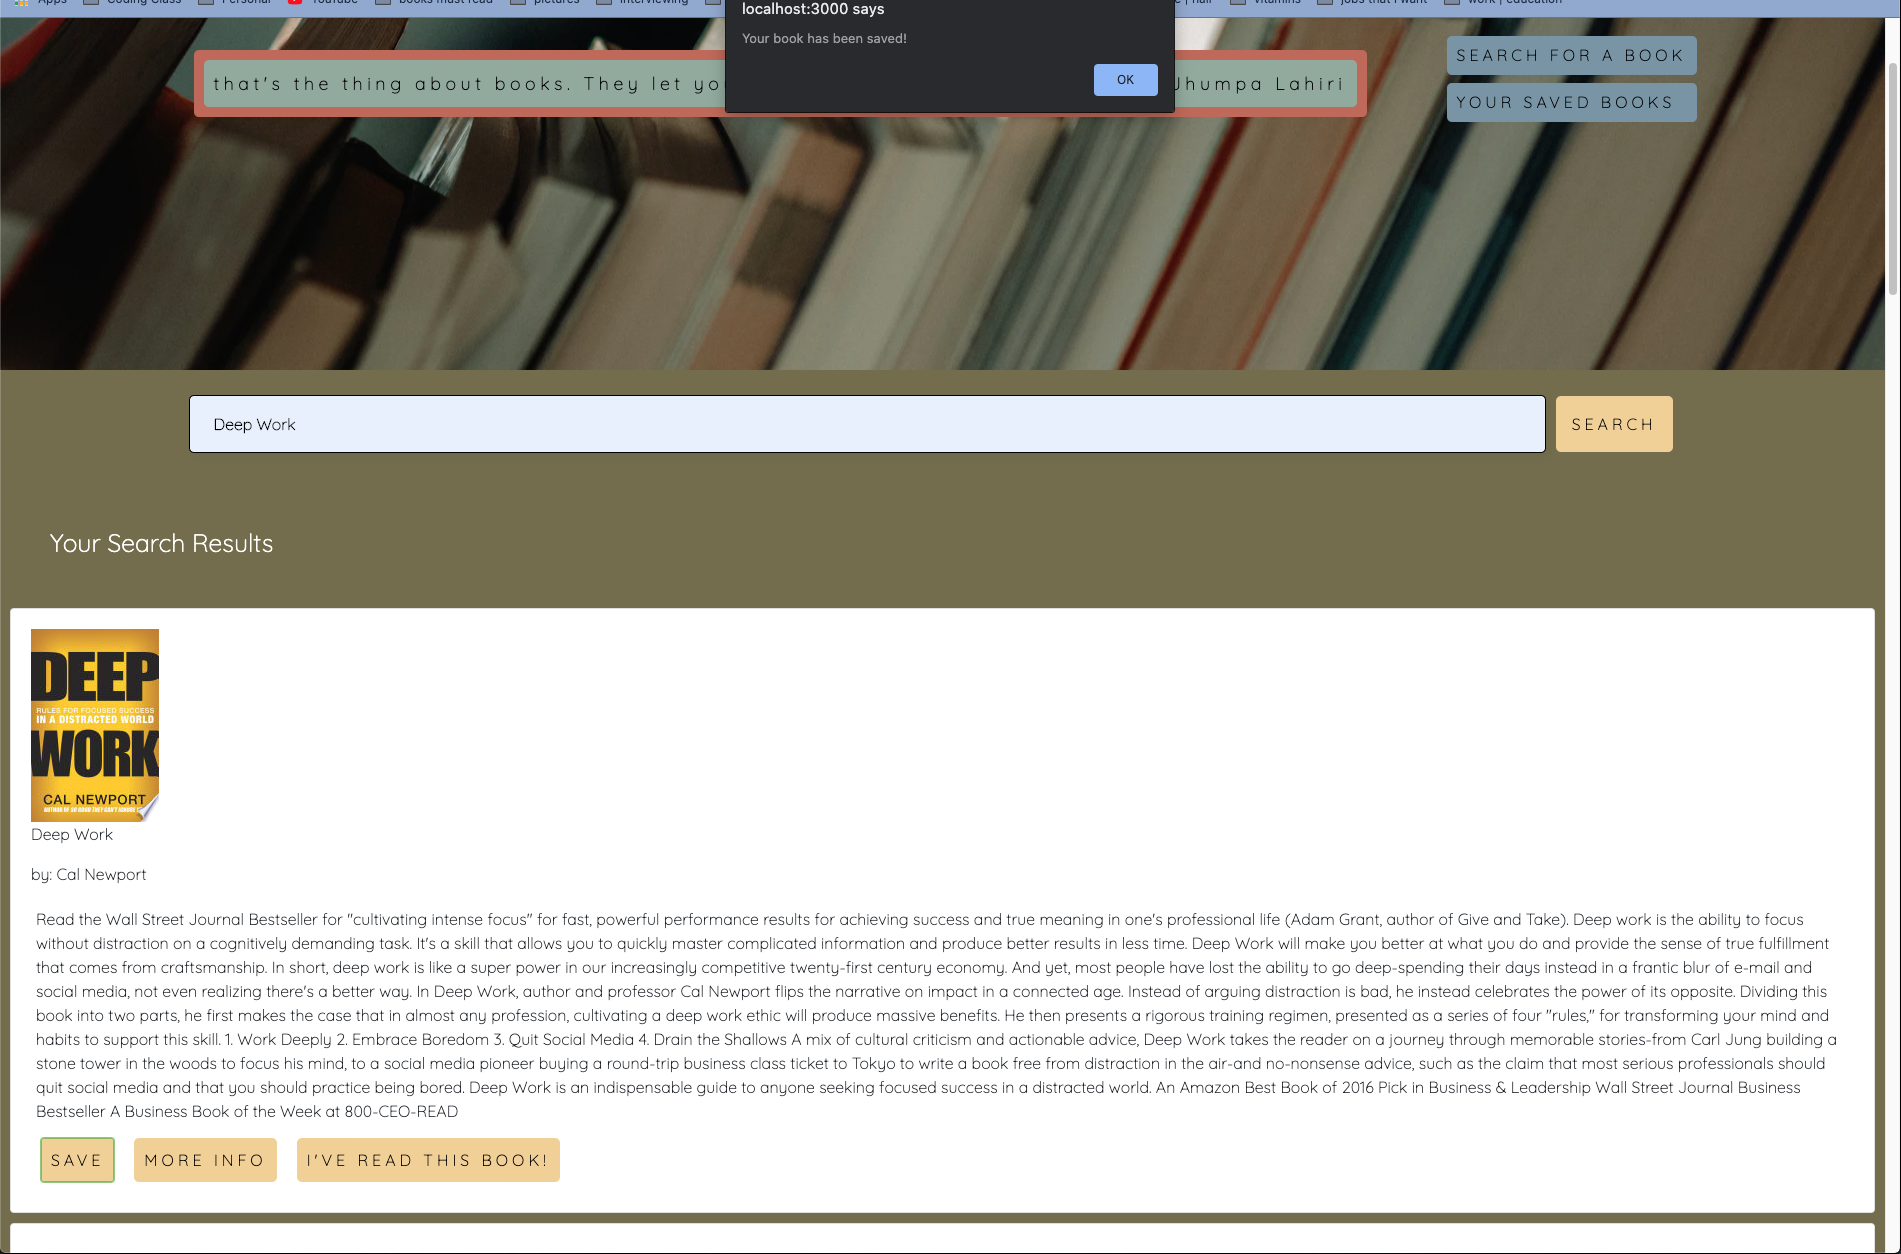 Apps Coding Class Personal YouTube books must read pictures interviewing hair vitamins jobs that i want work | education
localhost:3000 says
Your book has been saved!
OK
that's the thing about books. They let yo Jhumpa Lahiri
SEARCH FOR A BOOK
YOUR SAVED BOOKS
Deep Work
SEARCH
Your Search Results
DEEP
RULES FOR FOCUSED SUCCESS
IN A DISTRACTED WORLD
WORK
CAL NEWPORT
Deep Work
by: Cal Newport
Read the Wall Street Journal Bestseller for "cultivating intense focus" for fast, powerful performance results for achieving success and true meaning in one's professional life (Adam Grant, author of Give and Take). Deep work is the ability to focus
without distraction on a cognitively demanding task. It's a skill that allows you to quickly master complicated information and produce better results in less time. Deep Work will make you better at what you do and provide the sense of true fulfillment
that comes from craftsmanship. In short, deep work is like a super power in our increasingly competitive twenty-first century economy. And yet, most people have lost the ability to go deep-spending their days instead in a frantic blur of e-mail and
social media, not even realizing there's a better way. In Deep Work, author and professor Cal Newport flips the narrative on impact in a connected age. Instead of arguing distraction is bad, he instead celebrates the power of its opposite. Dividing this
book into two parts, he first makes the case that in almost any profession, cultivating a deep work ethic will produce massive benefits. He then presents a rigorous training regimen, presented as a series of four "rules," for transforming your mind and
habits to support this skill. 1. Work Deeply 2. Embrace Boredom 3. Quit Social Media 4. Drain the Shallows A mix of cultural criticism and actionable advice, Deep Work takes the reader on a journey through memorable stories-from Carl Jung building a
stone tower in the woods to focus his mind, to a social media pioneer buying a round-trip business class ticket to Tokyo to write a book free from distraction in the air-and no-nonsense advice, such as the claim that most serious professionals should
quit social media and that you should practice being bored. Deep Work is an indispensable guide to anyone seeking focused success in a distracted world. An Amazon Best Book of 2016 Pick in Business & Leadership Wall Street Journal Business
Bestseller A Business Book of the Week at 800-CEO-READ
SAVE
MORE INFO
I'VE READ THIS BOOK!